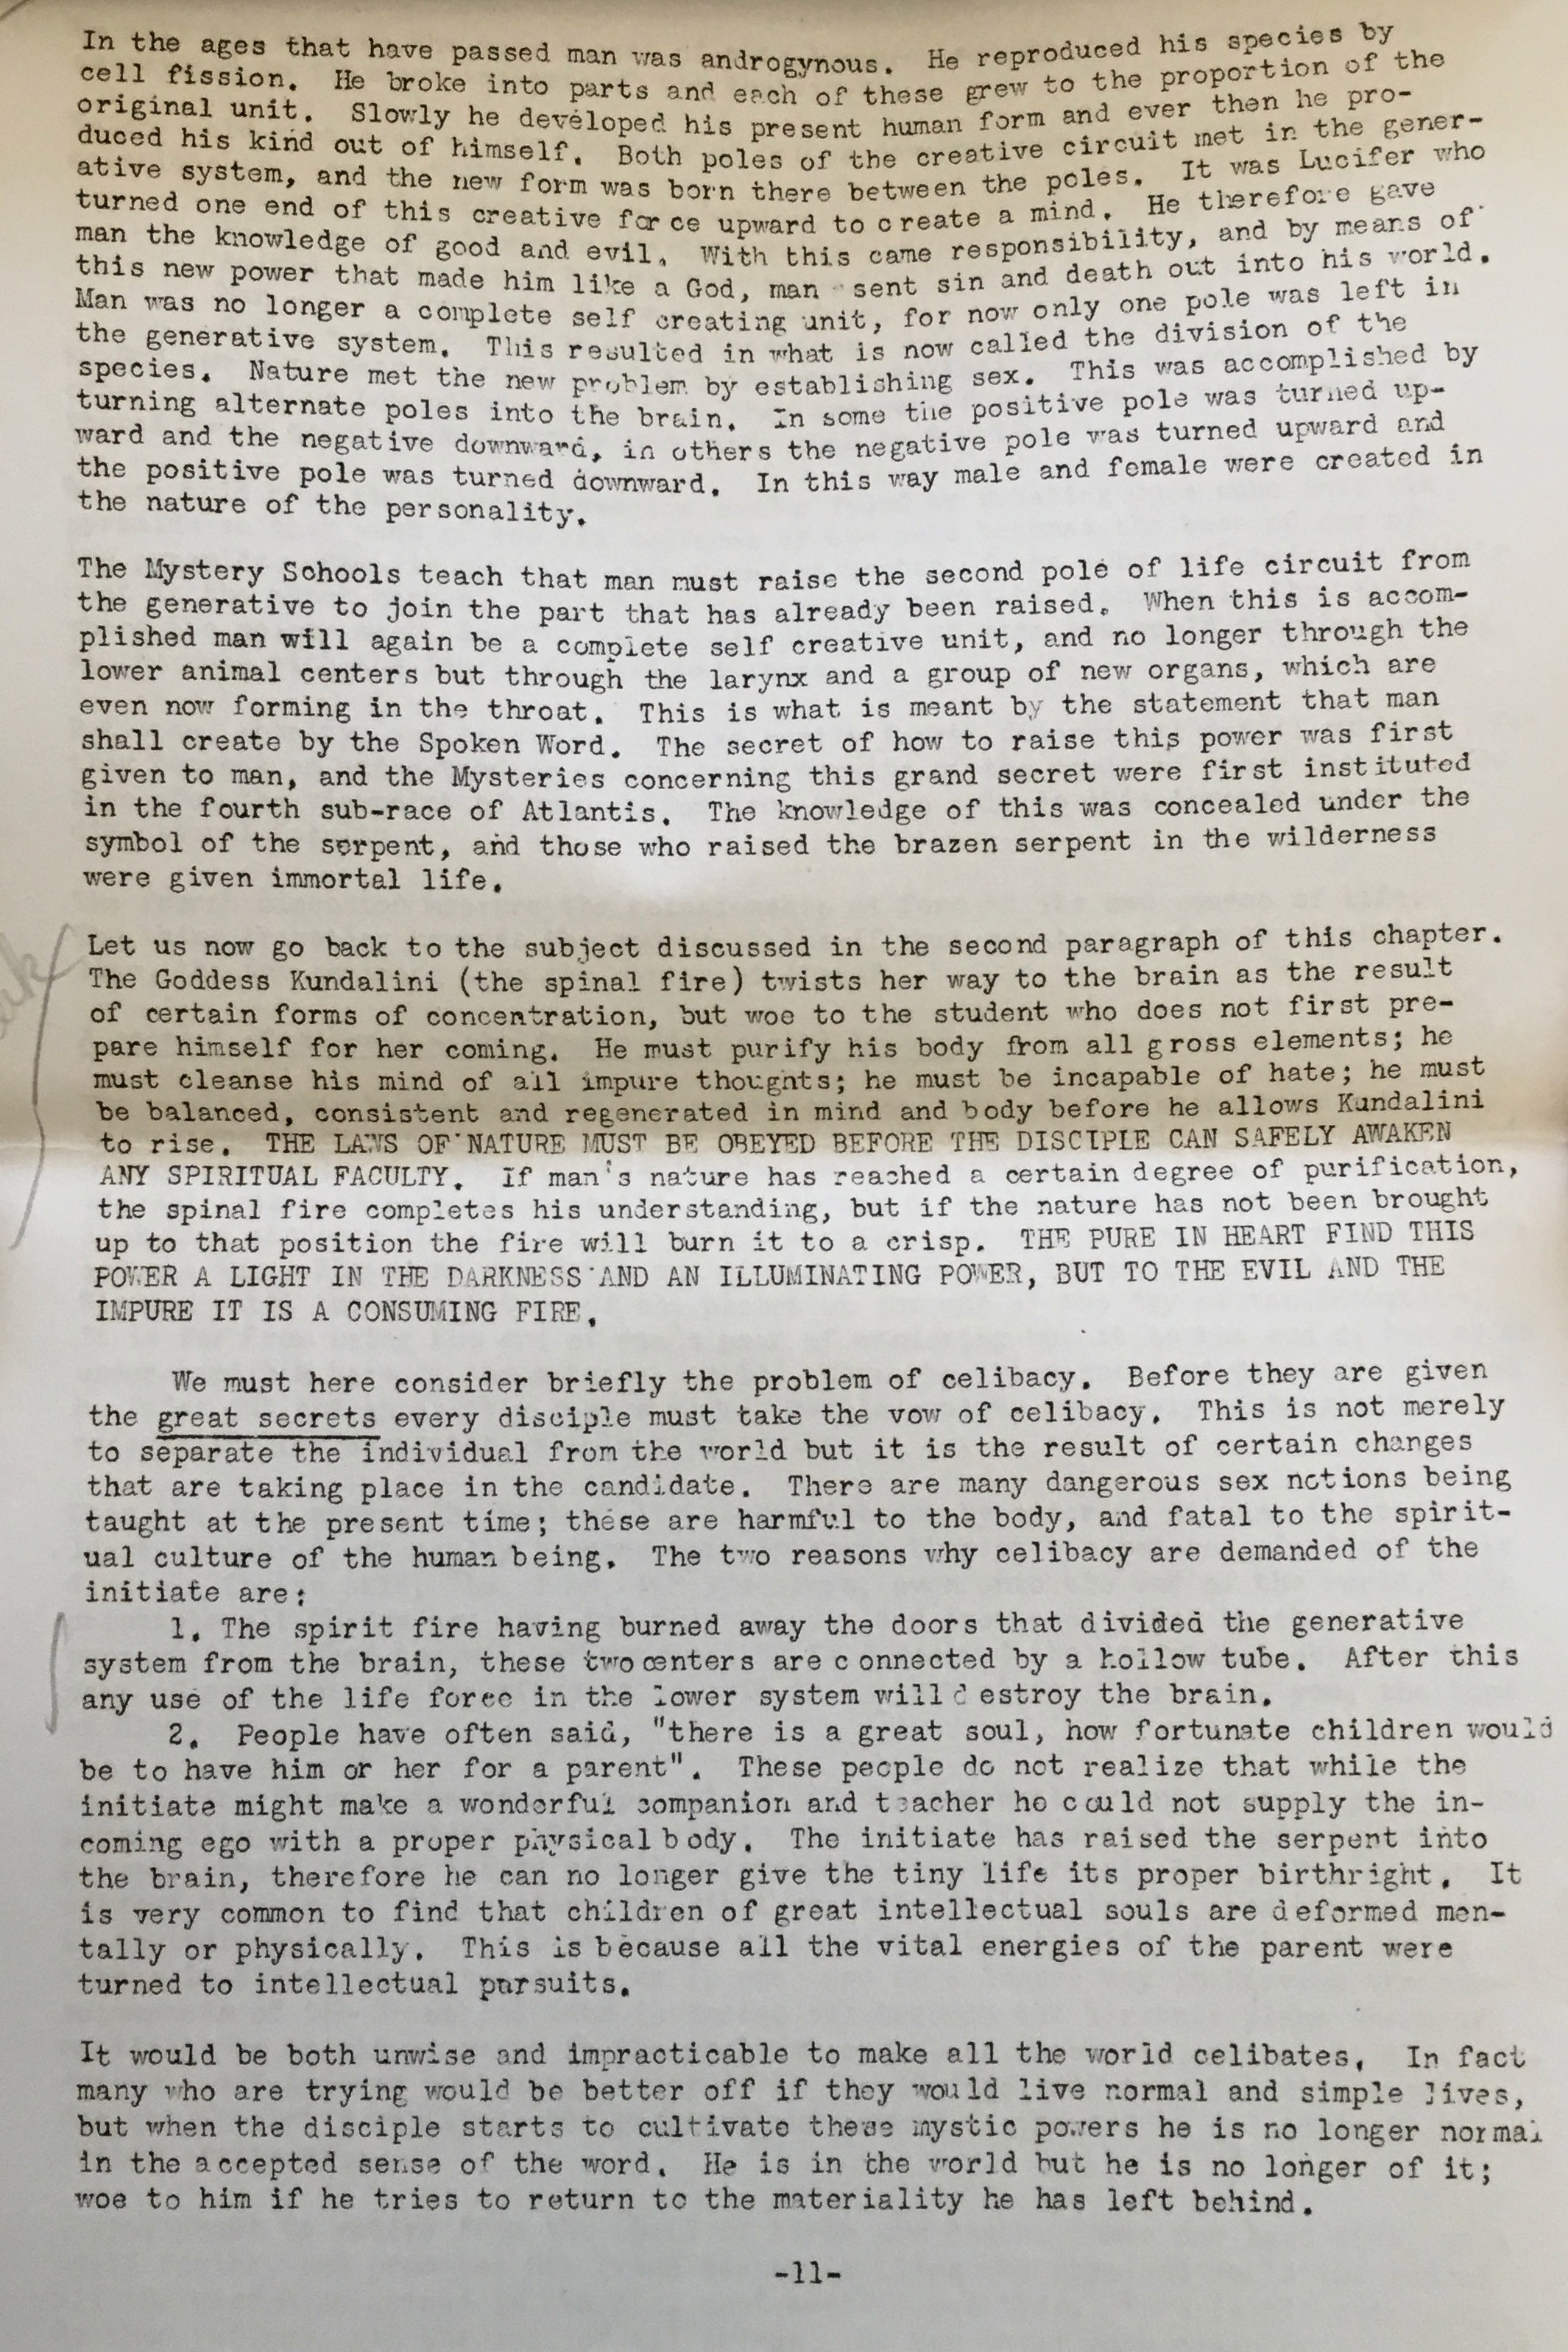 In the ages that have passed man was androgynous. He reproduced his species by
cell fission. He broke into parts and each of these grew to the proportion of the
original unit. Slowly he developed his present human form and ever then he pro-
duced his kind out of himself. Both poles of the creative circuit met in the gener-
ative system, and the new form was born there between the poles. It was Lucifer who
turned one end of this creative force upward to create a mind. He therefore gave
man the knowledge of good and evil. With this came responsibility, and by means of
this new power that made him like a God, man sent sin and death out into his world.
Man was no longer a complete self creating unit, for now only one pole was left in
the generative system. This resulted in what is now called the division of the
species. Nature met the new problem by establishing sex. This was accomplished by
turning alternate poles into the brain. In some the positive pole was turned up-
ward and the negative downward, in others the negative pole was turned upward and
the positive pole was turned downward. In this way male and female were created in
the nature of the personality.
The Mystery Schools teach that man must raise the second pole of life circuit from
the generative to join the part that has already been raised. When this is accom-
plished man will again be a complete self creative unit, and no longer through the
lower animal centers but through the larynx and a group of new organs, which are
even now forming in the throat. This is what is meant by the statement that man
shall create by the Spoken Word. The secret of how to raise this power was first
given to man, and the Mysteries concerning this grand secret were first instituted
in the fourth sub-race of Atlantis. The knowledge of this was concealed under the
symbol of the serpent, and those who raised the brazen serpent in the wilderness
were given immortal life.
Let us now go back to the subject discussed in the second paragraph of this chapter.
The Goddess Kundalini (the spinal fire) twists her way to the brain as the result
of certain forms of concentration, but woe to the student who does not first pre-
pare himself for her coming. He must purify his body from all gross elements; he
must cleanse his mind of all impure thoughts; he must be incapable of hate; he must
be balanced, consistent and regenerated in mind and body before he allows Kundalini
to rise. THE LAWS OF NATURE MUST BE OBEYED BEFORE THE DISCIPLE CAN SAFELY AWAKEN
ANY SPIRITUAL FACULTY. If man's nature has reached a certain degree of purification,
the spinal fire completes his understanding, but if the nature has not been brought
up to that position the fire will burn it to a crisp. THE PURE IN HEART FIND THIS
POWER A LIGHT IN THE DARKNESS AND AN ILLUMINATING POWER, BUT TO THE EVIL AND THE
IMPURE IT IS A CONSUMING FIRE.
We must here consider briefly the problem of celibacy. Before they are given
the great secrets every disciple must take the vow of celibacy. This is not merely
to separate the individual from the world but it is the result of certain changes
that are taking place in the candidate. There are many dangerous sex notions being
taught at the present time; these are harmful to the body, and fatal to the spirit-
ual culture of the human being. The two reasons why celibacy are demanded of the
initiate are:
1. The spirit fire having burned away the doors that divided the generative
system from the brain, these two centers are connected by a hollow tube. After this
any use of the life force in the lower system will destroy the brain.
2. People have often said, "there is a great soul, how fortunate children would
be to have him or her for a parent". These people do not realize that while the
initiate might make a wonderful companion and teacher he could not supply the in-
coming ego with a proper physical body. The initiate has raised the serpent into
the brain, therefore he can no longer give the tiny life its proper birthright. It
is very common to find that children of great intellectual souls are deformed men-
tally or physically. This is because all the vital energies of the parent were
turned to intellectual pursuits.
It would be both unwise and impracticable to make all the world celibates. In fact
many who are trying would be better off if they would live normal and simple lives,
but when the disciple starts to cultivate these mystic powers he is no longer normal
in the accepted sense of the word. He is in the world but he is no longer of it;
woe to him if he tries to return to the materiality he has left behind.
-11-